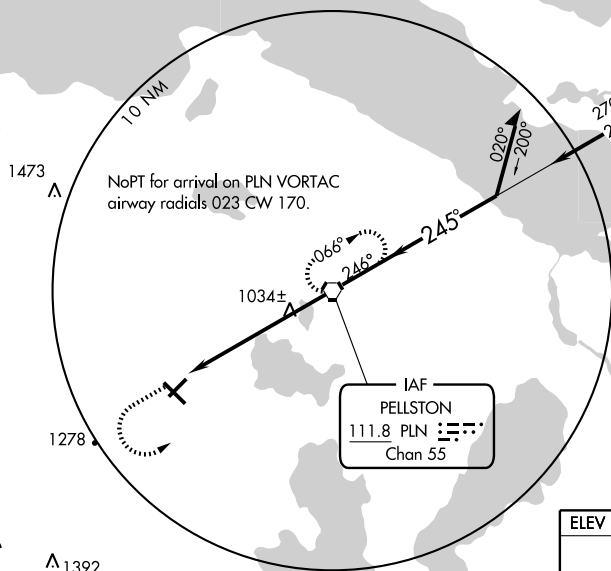 10 NM
1473
NoPT for arrival on PLN VORTAC
airway radials 023 CW 170.
020°
200°
245°
066°
246°
1034±
IAF
PELLSTON
111.8 PLN
Chan 55
1278
1392
ELEV